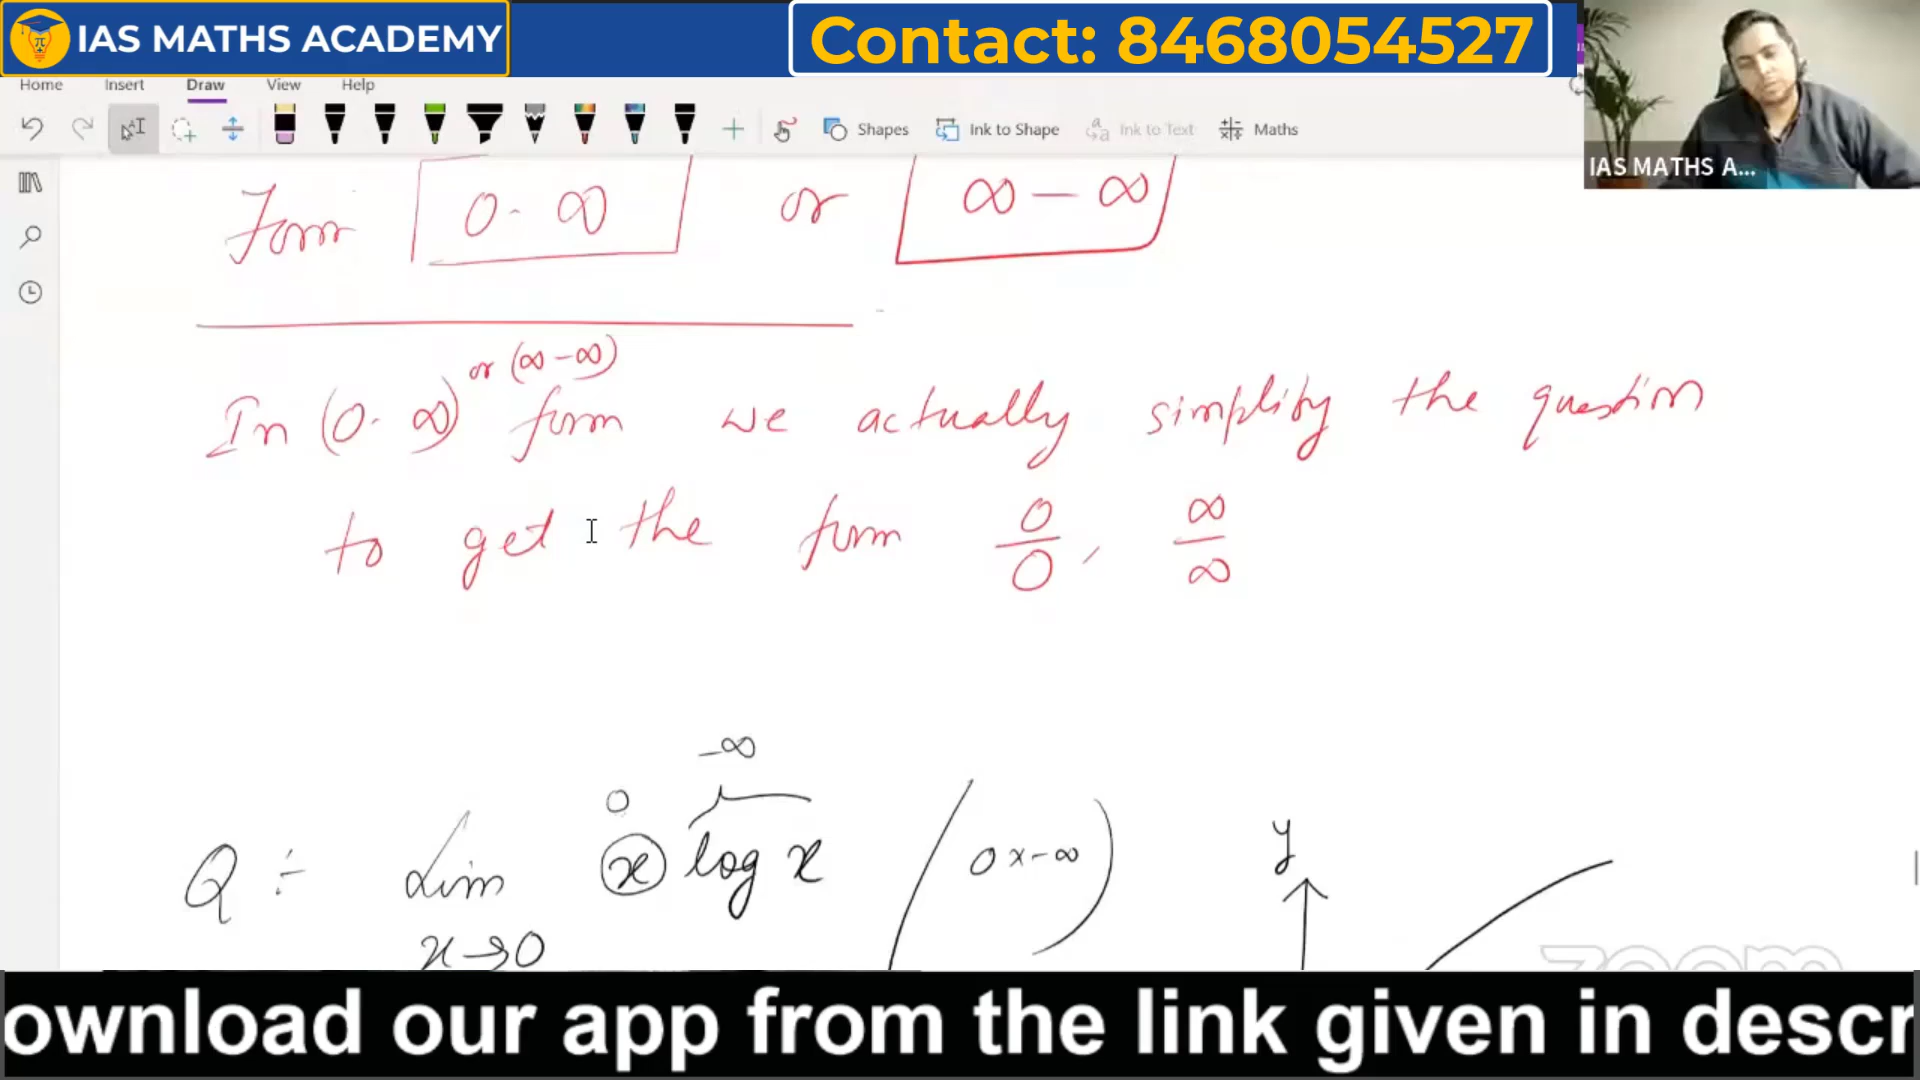 IAS MATHS ACADEMY
Contact: 8468054527
Home Insert Draw View Help
Shapes Ink to Shape Ink to Text Maths
IAS MATHS A...
Form 0 · ∞ or ∞ - ∞
or (∞ - ∞)
In (0 · ∞) form we actually simplify the question
to get the form 0/0, ∞/∞
-∞
0
Q ÷ Lim x log x (0 x -∞) y
x→0
zoom
ownload our app from the link given in descr